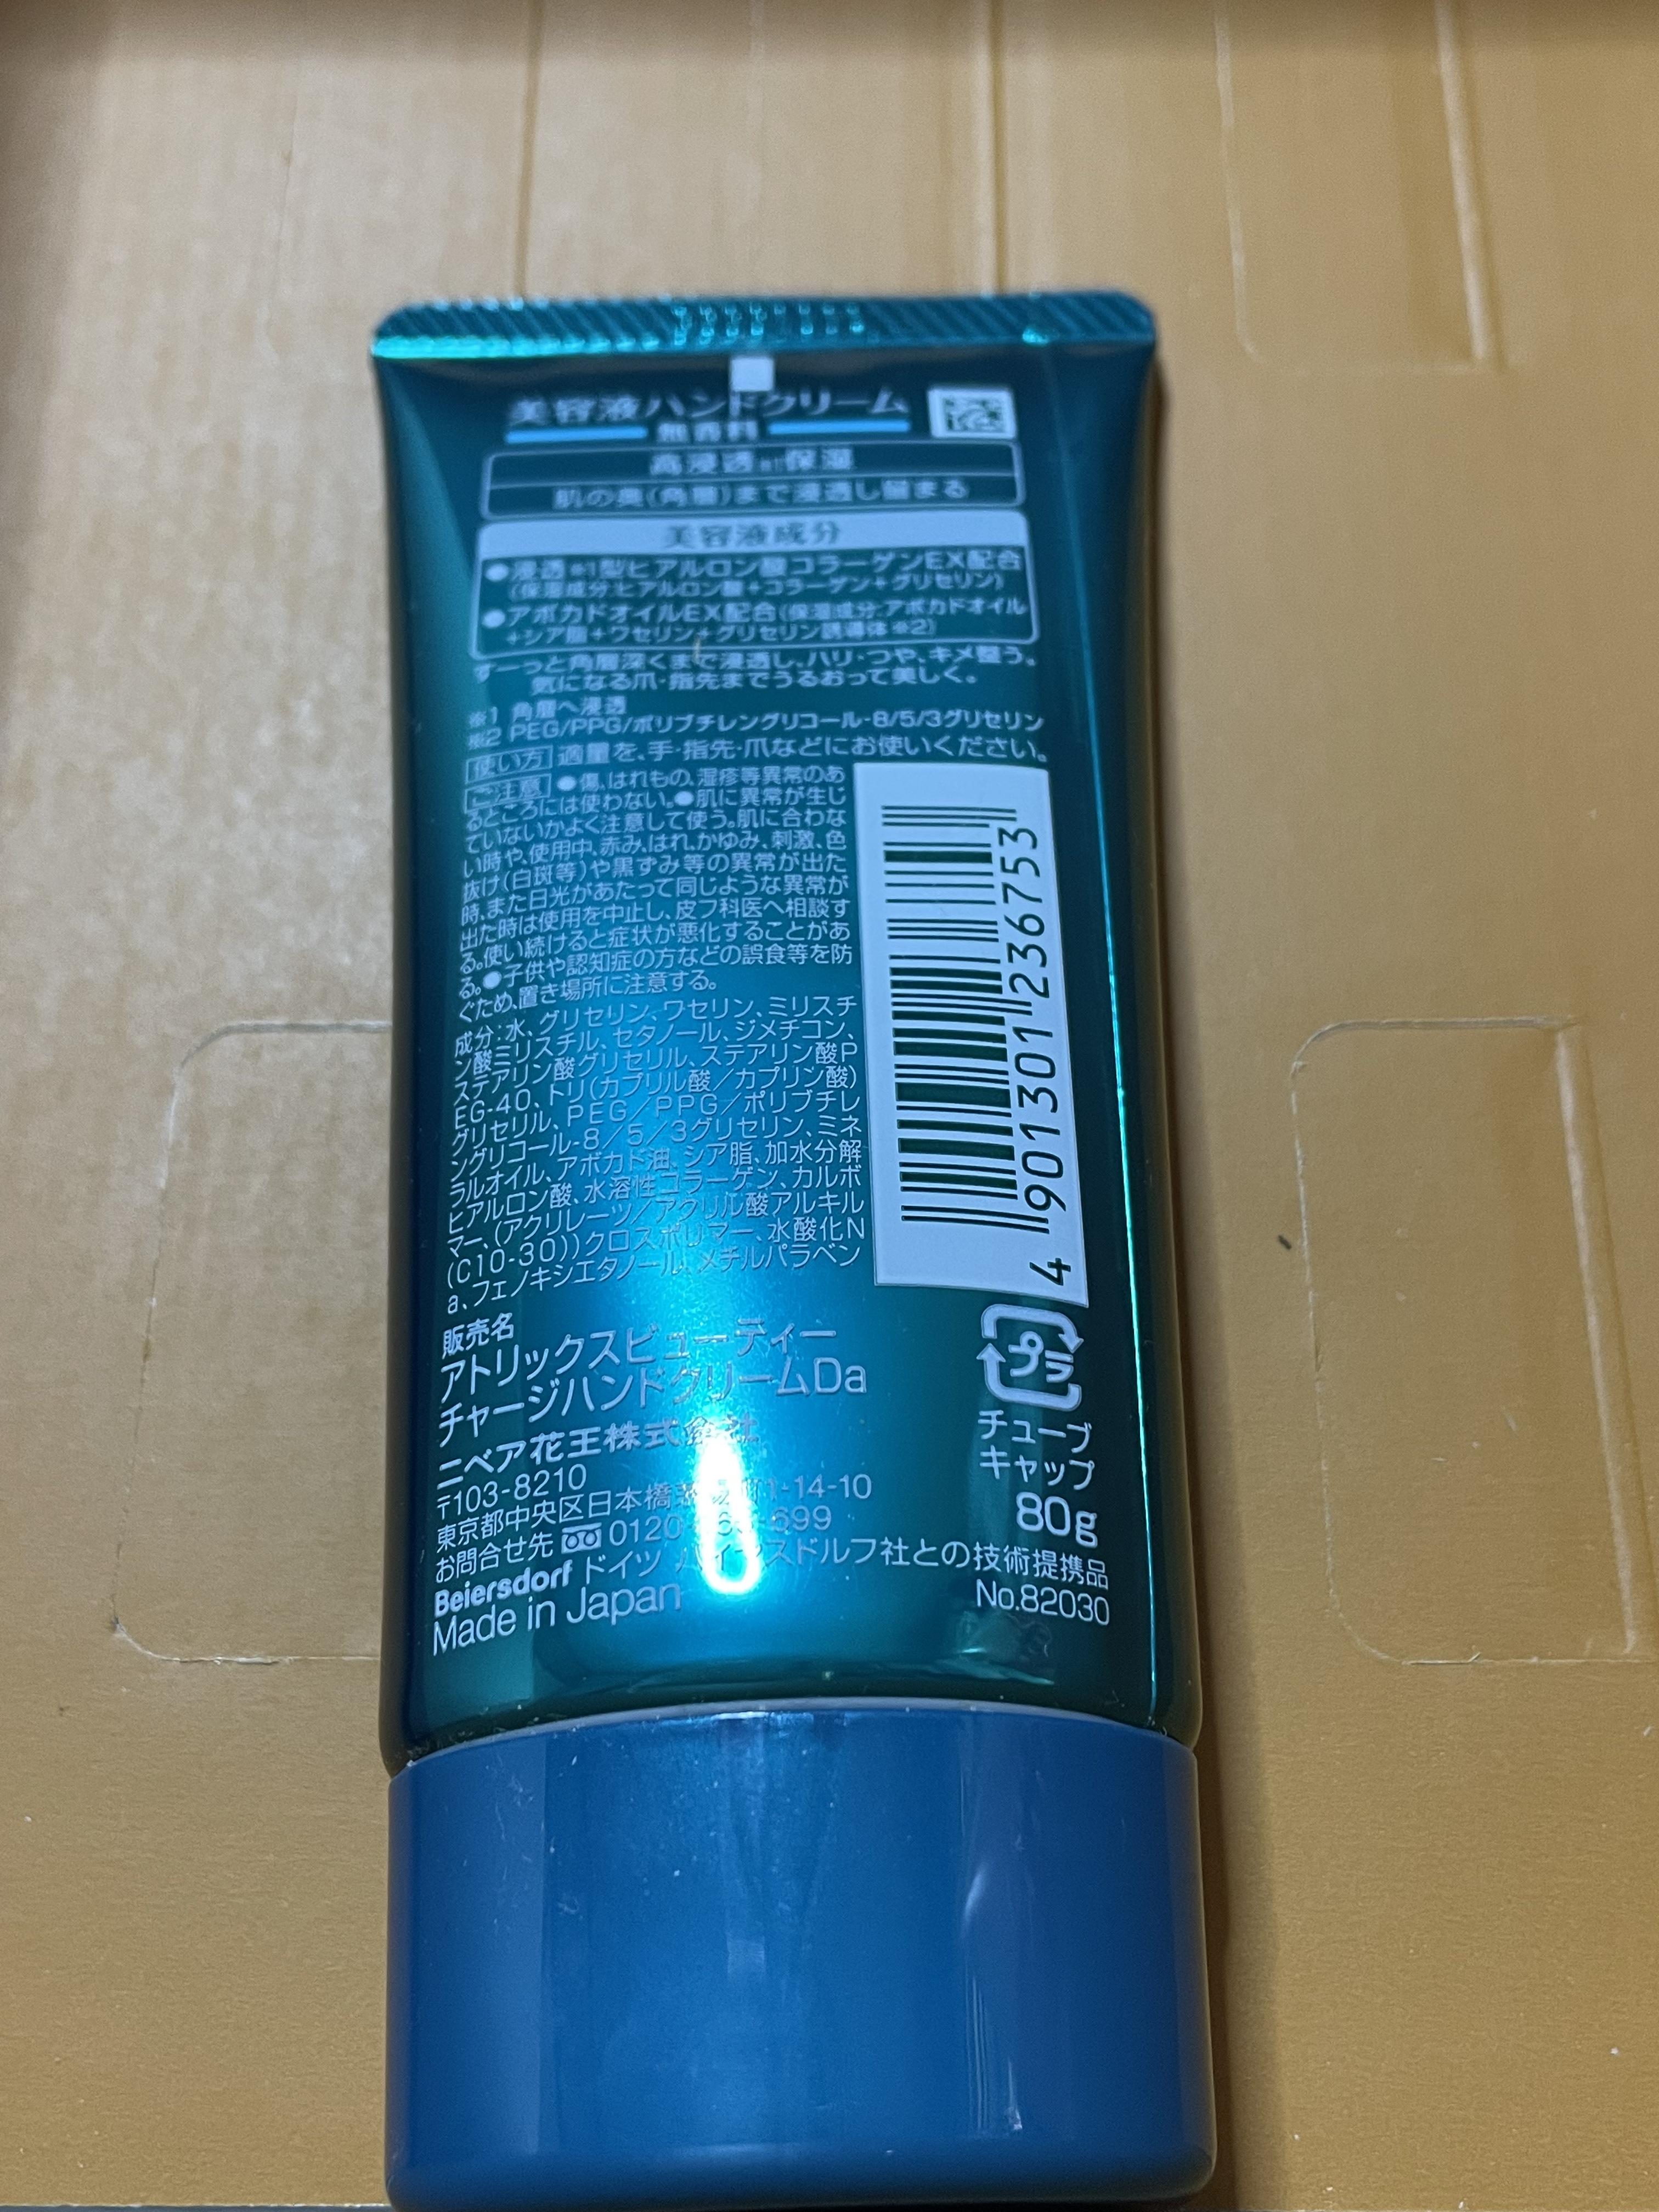 美容液ハンドクリーム
無香料
高浸透※1保湿
肌の奥(角層)まで浸透し留まる
美容液成分
●浸透※1型ヒアルロン酸コラーゲンEX配合
(保湿成分:ヒアルロン酸+コラーゲン+グリセリン)
●アボカドオイルEX配合(保湿成分:アボカドオイル
+シア脂+ワセリン+グリセリン誘導体※2)
すーっと角層深くまで浸透し、ハリ・つや、キメ整う。
気になる爪・指先までうるおって美しく。
※1 角層へ浸透
※2 PEG/PPG/ポリブチレングリコール-8/5/3グリセリン
使い方 適量を、手・指先・爪などにお使いください。
ご注意 ●傷、はれもの、湿疹等異常のあ
るところには使わない。●肌に異常が生じ
ていないかよく注意して使う。肌に合わな
い時や、使用中、赤み、はれ、かゆみ、刺激、色
抜け(白斑等)や黒ずみ等の異常が出た
時、また日光があたって同じような異常が
出た時は使用を中止し、皮フ科医へ相談す
る。使い続けると症状が悪化することがあ
る。●子供や認知症の方などの誤食等を防
ぐため、置き場所に注意する。
成分:水、グリセリン、ワセリン、ミリスチ
ン酸ミリスチル、セタノール、ジメチコン、
ステアリン酸グリセリル、ステアリン酸P
EG-40、トリ(カプリル酸/カプリン酸)
グリセリル、PEG/PPG/ポリブチレ
ングリコール-8/5/3グリセリン、ミネ
ラルオイル、アボカド油、シア脂、加水分解
ヒアルロン酸、水溶性コラーゲン、カルボ
マー、(アクリレーツ/アクリル酸アルキル
(C10-30))クロスポリマー、水酸化N
a、フェノキシエタノール、メチルパラベン
4 901301 236753
販売名
アトリックスビューティー
チャージハンドクリームDa
ニベア花王株式会社
〒103-8210
東京都中央区日本橋 1-14-10
お問合せ先 0120 699
Beiersdorf ドイツ バイヤスドルフ社との技術提携品
Made in Japan
No.82030
プラ
チューブ
キャップ
80g